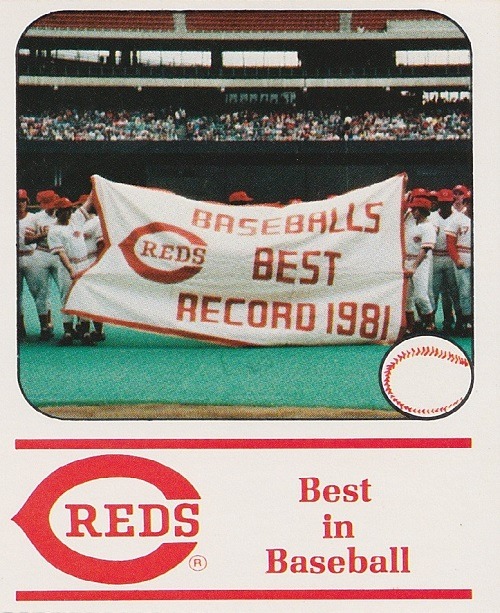 BASEBALLS
REDS
BEST
RECORD 1981
REDS®
Best
in
Baseball